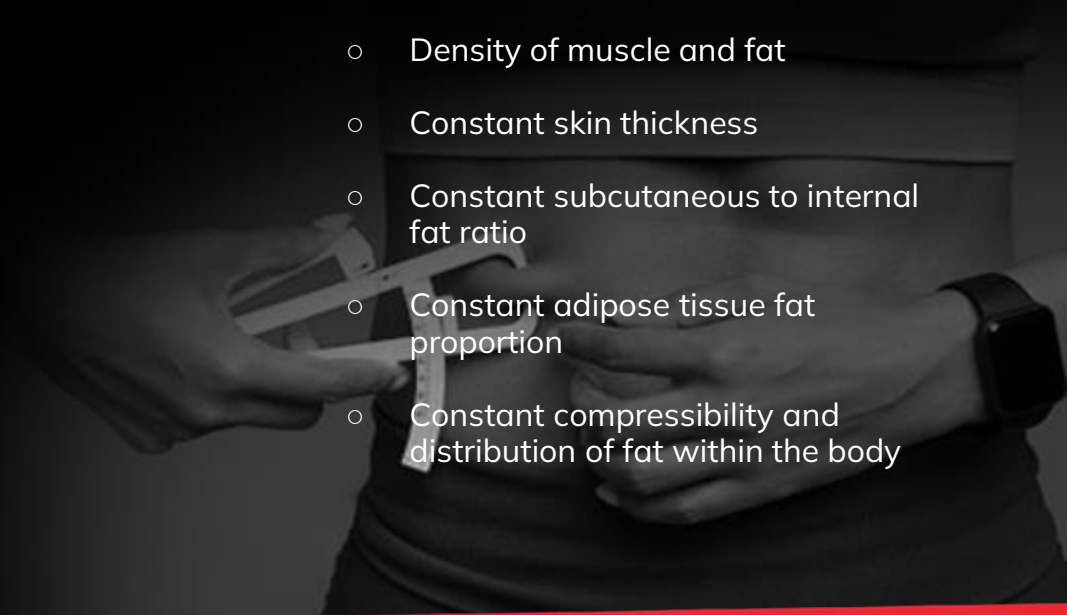 ○ Density of muscle and fat
○ Constant skin thickness
○ Constant subcutaneous to internal
fat ratio
○ Constant adipose tissue fat
proportion
○ Constant compressibility and
distribution of fat within the body